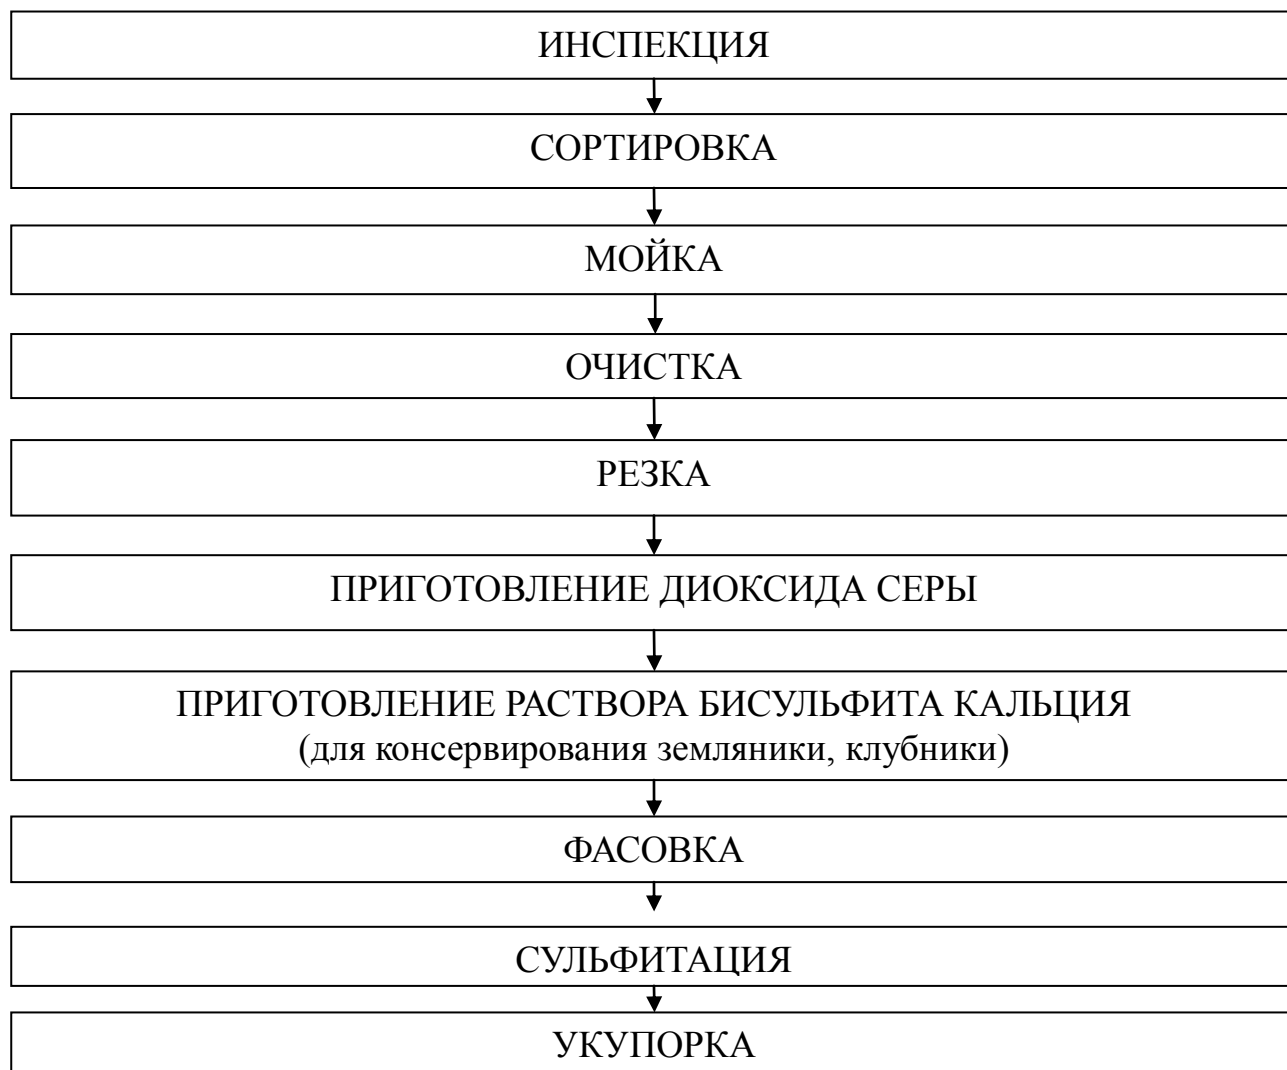 ИНСПЕКЦИЯ
СОРТИРОВКА
МОЙКА
ОЧИСТКА
РЕЗКА
ПРИГОТОВЛЕНИЕ ДИОКСИДА СЕРЫ
ПРИГОТОВЛЕНИЕ РАСТВОРА БИСУЛЬФИТА КАЛЬЦИЯ
(для консервирования земляники, клубники)
ФАСОВКА
СУЛЬФИТАЦИЯ
УКУПОРКА